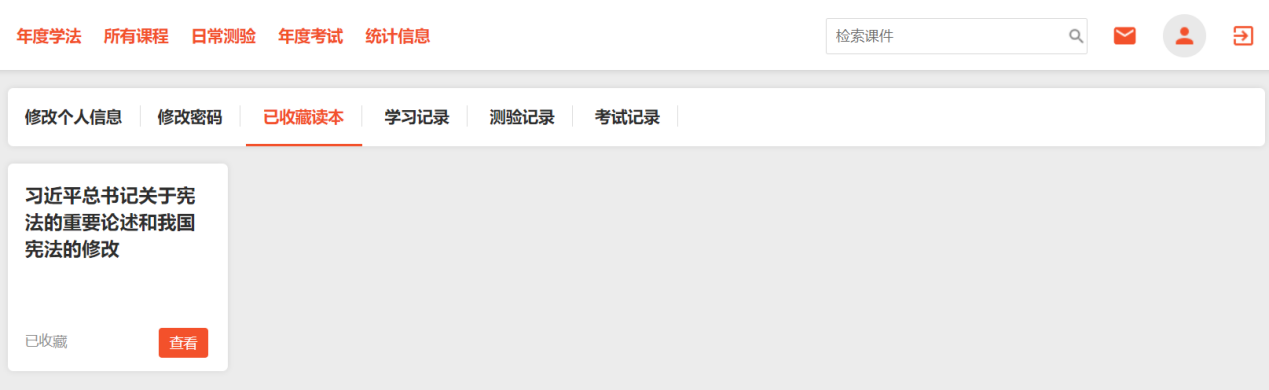 年度学法 所有课程 日常测验 年度考试 统计信息 检索课件
修改个人信息 修改密码 已收藏读本 学习记录 测验记录 考试记录
习近平总书记关于宪
法的重要论述和我国
宪法的修改
已收藏 查看